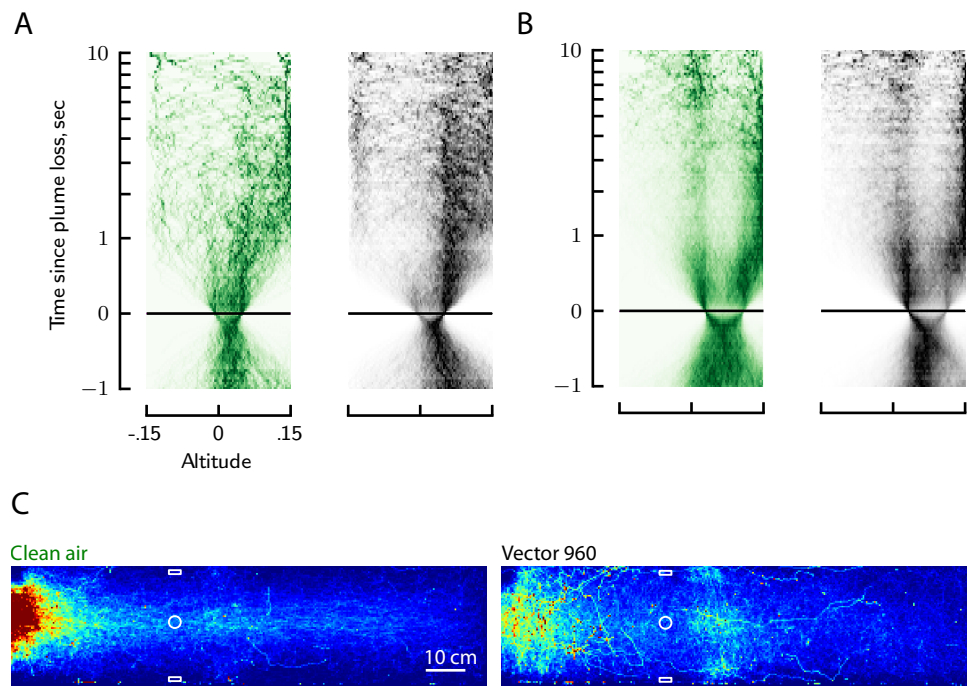 A
B
10
1
0
−1
Time since plume loss, sec
-.15 0 .15
Altitude
10
1
0
−1
C
Clean air
Vector 960
10 cm